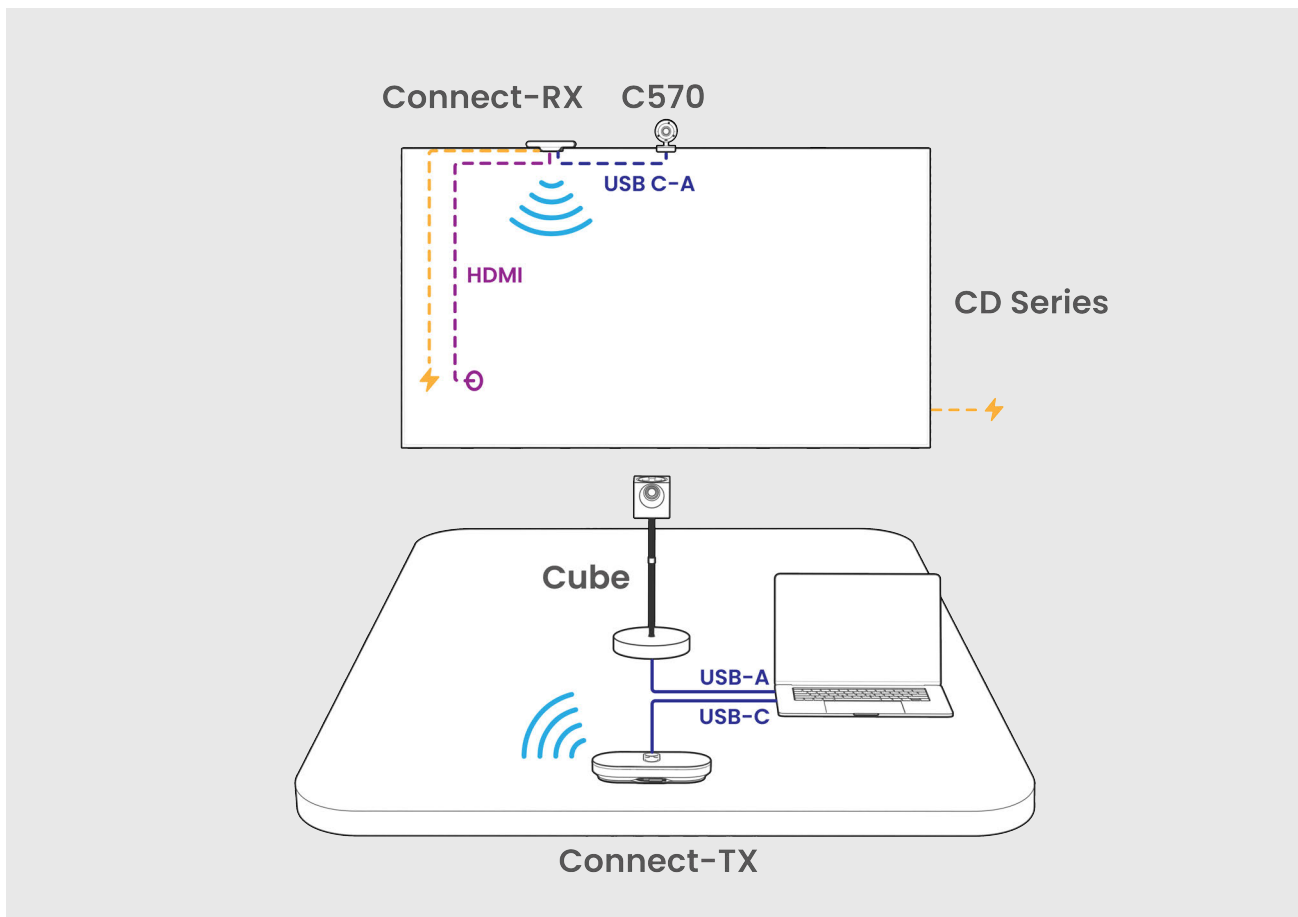 Connect-RX
C570
USB C-A
HDMI
CD Series
Cube
USB-A
USB-C
Connect-TX